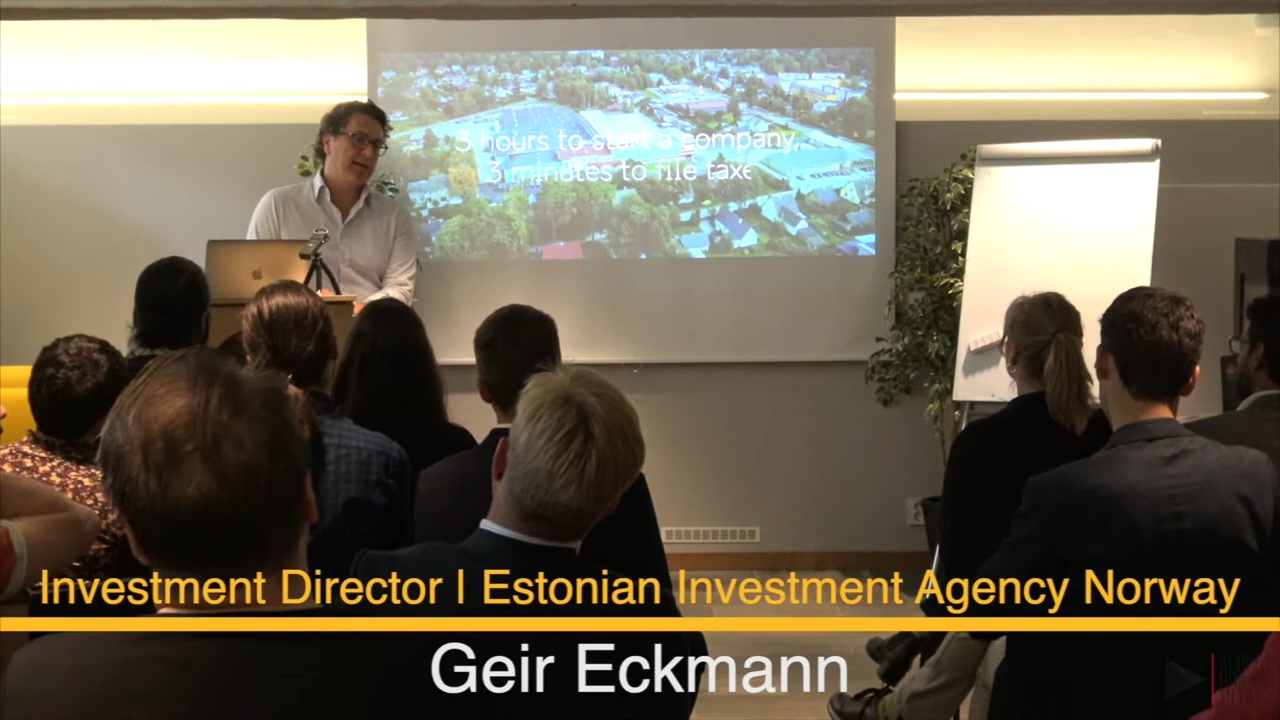 3 hours to start a company,
3 minutes to file taxe
Investment Director | Estonian Investment Agency Norway
Geir Eckmann